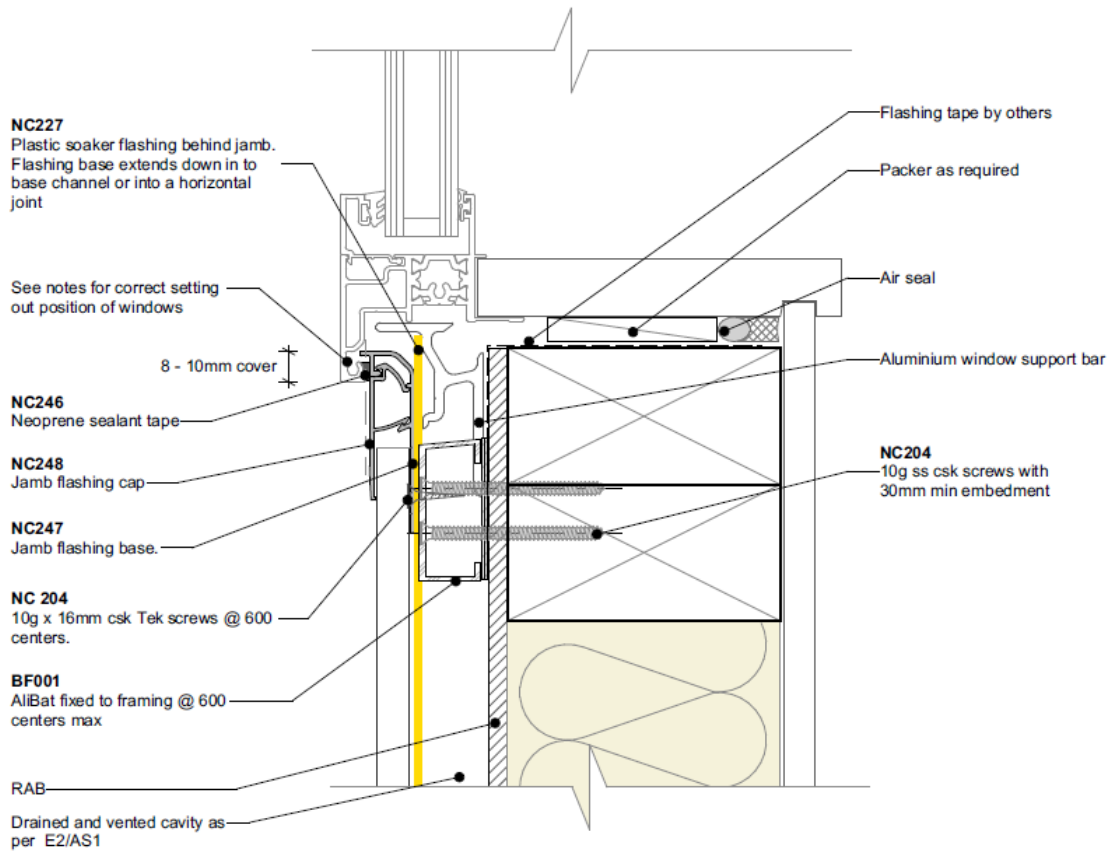 NC227
Plastic soaker flashing behind jamb.
Flashing base extends down in to
base channel or into a horizontal
joint
See notes for correct setting
out position of windows
8 - 10mm cover
NC246
Neoprene sealant tape
NC248
Jamb flashing cap
NC247
Jamb flashing base.
NC 204
10g x 16mm csk Tek screws @ 600
centers.
BF001
AliBat fixed to framing @ 600
centers max
RAB
Drained and vented cavity as
per E2/AS1
Flashing tape by others
Packer as required
Air seal
Aluminium window support bar
NC204
10g ss csk screws with
30mm min embedment